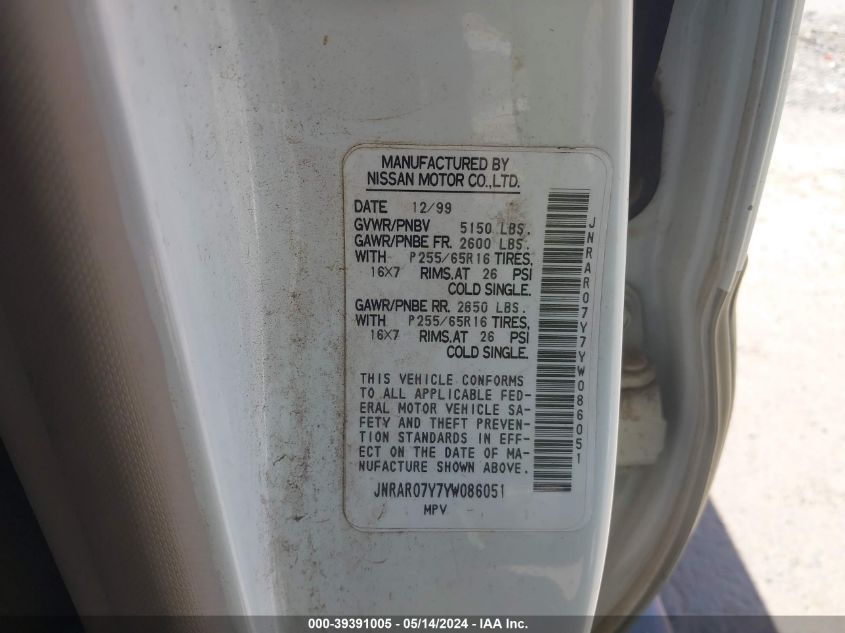 MANUFACTURED BY
NISSAN MOTOR CO.,LTD.
DATE 12/99
GVWR/PNBV 5150 LBS.
GAWR/PNBE FR. 2600 LBS.
WITH P255/65R16 TIRES,
16X7 RIMS,AT 26 PSI
COLD SINGLE.
GAWR/PNBE RR. 2650 LBS.
WITH P255/65R16 TIRES,
16X7 RIMS,AT 26 PSI
COLD SINGLE.
THIS VEHICLE CONFORMS
TO ALL APPLICABLE FED-
ERAL MOTOR VEHICLE SA-
FETY AND THEFT PREVEN-
TION STANDARDS IN EFF-
ECT ON THE DATE OF MA-
NUFACTURE SHOWN ABOVE.
JNRAR07Y7YW086051
MPV
JNRAR07Y7YW086051
000-39391005 - 05/14/2024 - IAA Inc.